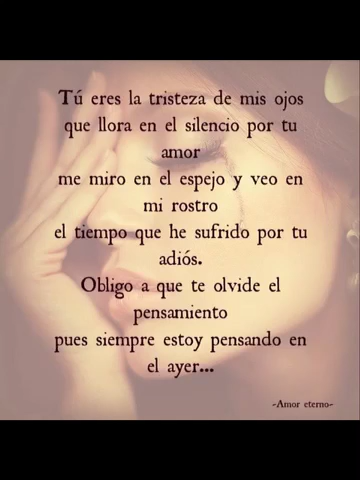 Tú eres la tristeza de mis ojos
que llora en el silencio por tu
amor
me miro en el espejo y veo en
mi rostro
el tiempo que he sufrido por tu
adiós.
Obligo a que te olvide el
pensamiento
pues siempre estoy pensando en
el ayer...
-Amor eterno-